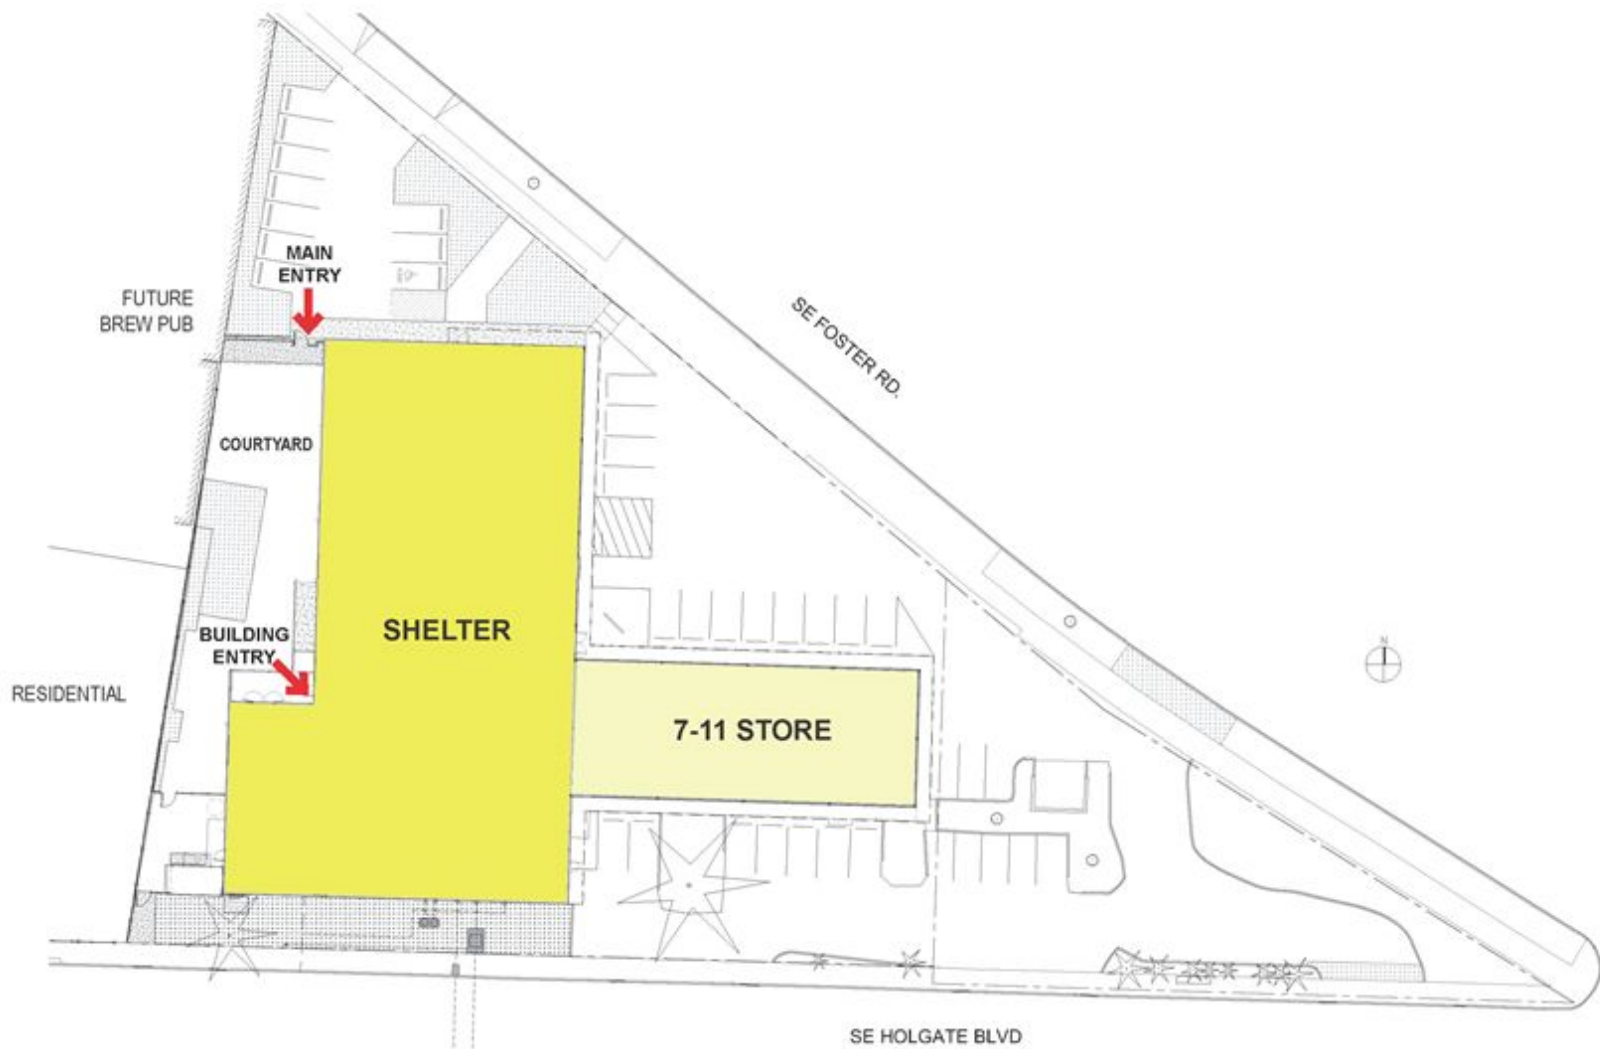 MAIN
ENTRY
FUTURE
BREW PUB
SE FOSTER RD.
COURTYARD
SHELTER
BUILDING
ENTRY
N
RESIDENTIAL
7-11 STORE
SE HOLGATE BLVD